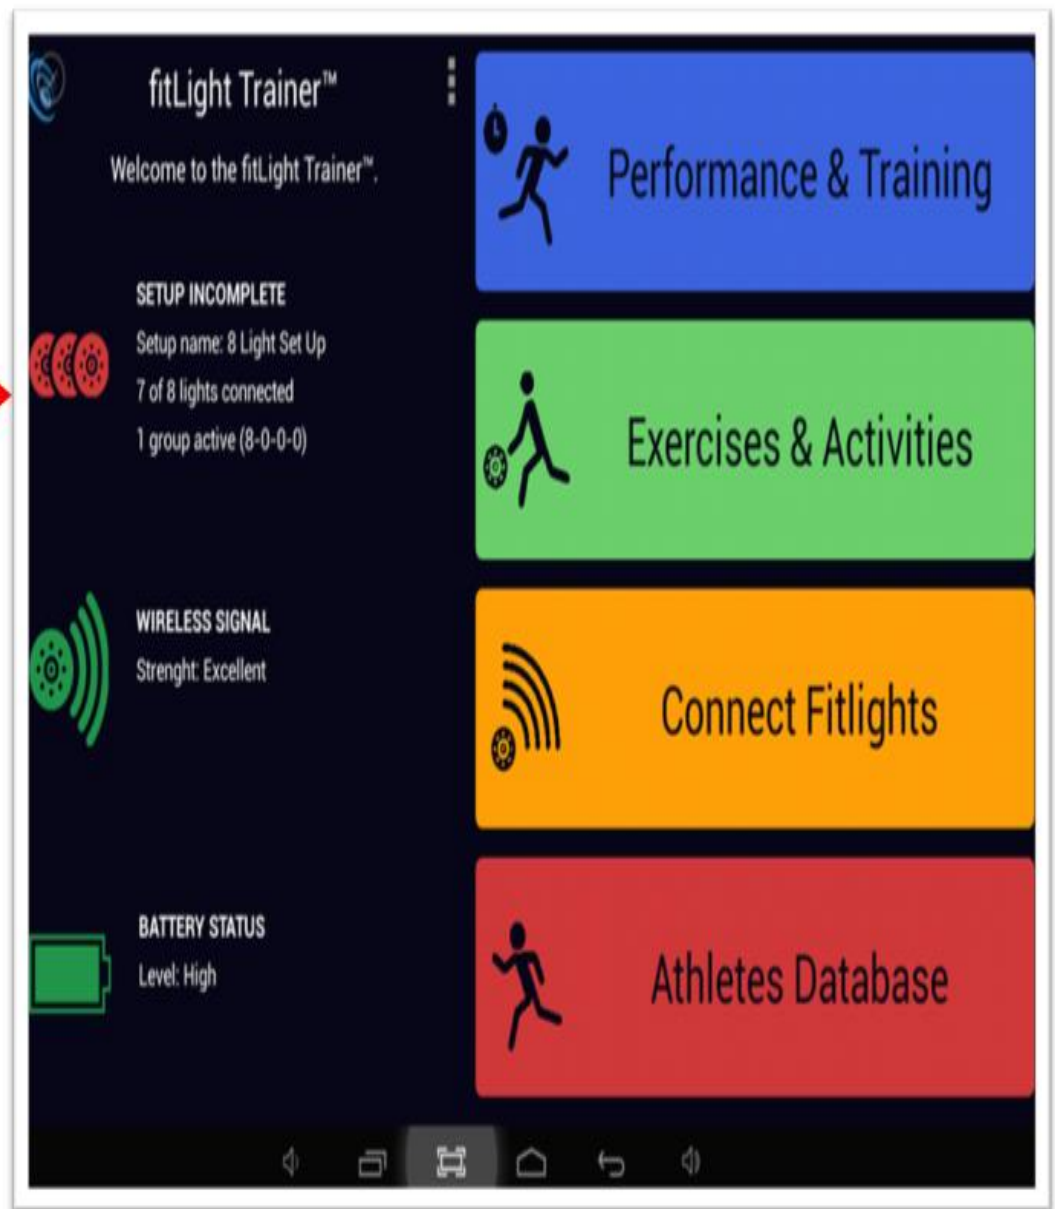 fitLight Trainer™
Welcome to the fitLight Trainer™.
SETUP INCOMPLETE
Setup name: 8 Light Set Up
7 of 8 lights connected
1 group active (8-0-0-0)
WIRELESS SIGNAL
Strenght: Excellent
BATTERY STATUS
Level: High
Performance & Training
Exercises & Activities
Connect Fitlights
Athletes Database